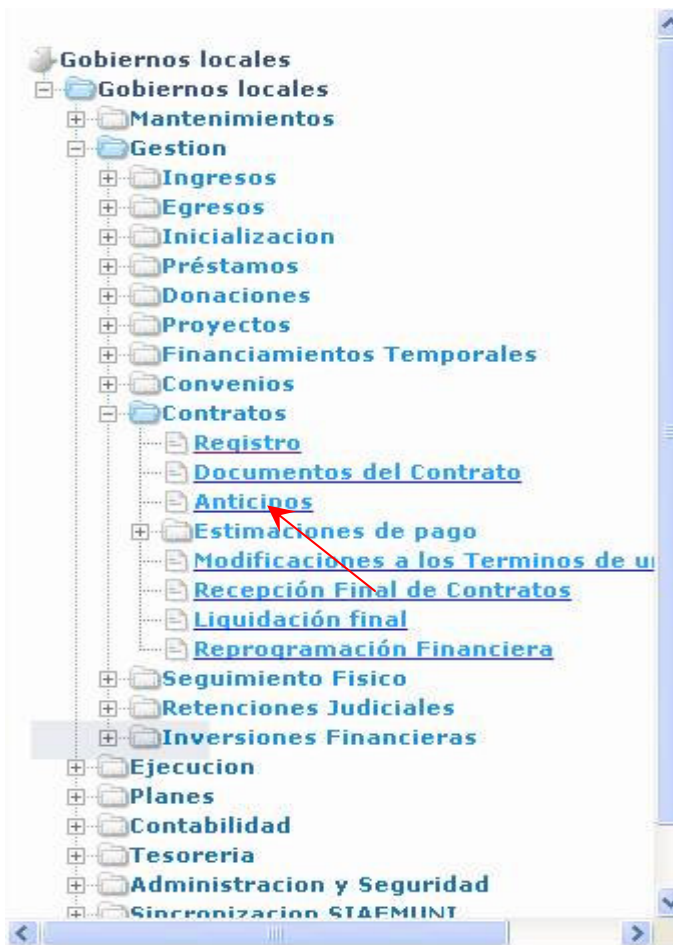 Gobiernos locales
Gobiernos locales
Mantenimientos
Gestion
Ingresos
Egresos
Inicializacion
Préstamos
Donaciones
Proyectos
Financiamientos Temporales
Convenios
Contratos
Registro
Documentos del Contrato
Anticipos
Estimaciones de pago
Modificaciones a los Terminos de u
Recepción Final de Contratos
Liquidación final
Reprogramación Financiera
Seguimiento Fisico
Retenciones Judiciales
Inversiones Financieras
Ejecucion
Planes
Contabilidad
Tesoreria
Administracion y Seguridad
Sincronizacion SIAFMUNI